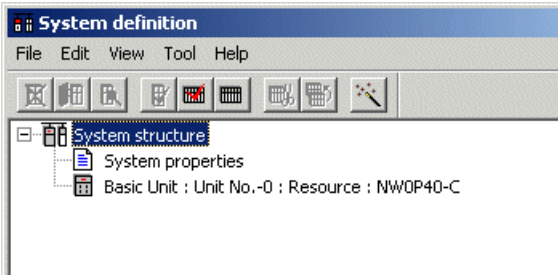 System definition
File Edit View Tool Help
System structure
System properties
Basic Unit : Unit No.-0 : Resource : NW0P40-C